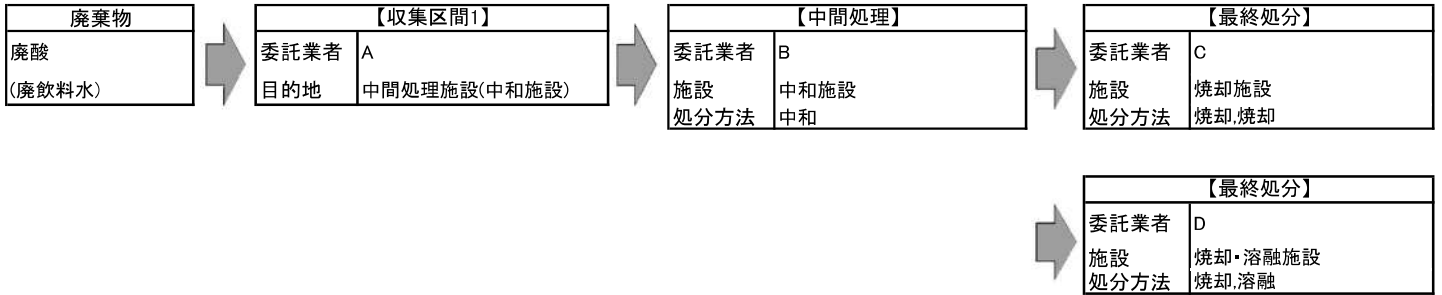 廃棄物
廃酸
(廃飲料水)
【収集区間1】
委託業者 A
目的地 中間処理施設(中和施設)
【中間処理】
委託業者 B
施設 中和施設
処分方法 中和
【最終処分】
委託業者 C
施設 焼却施設
処分方法 焼却,焼却
【最終処分】
委託業者 D
施設 焼却・溶融施設
処分方法 焼却,溶融